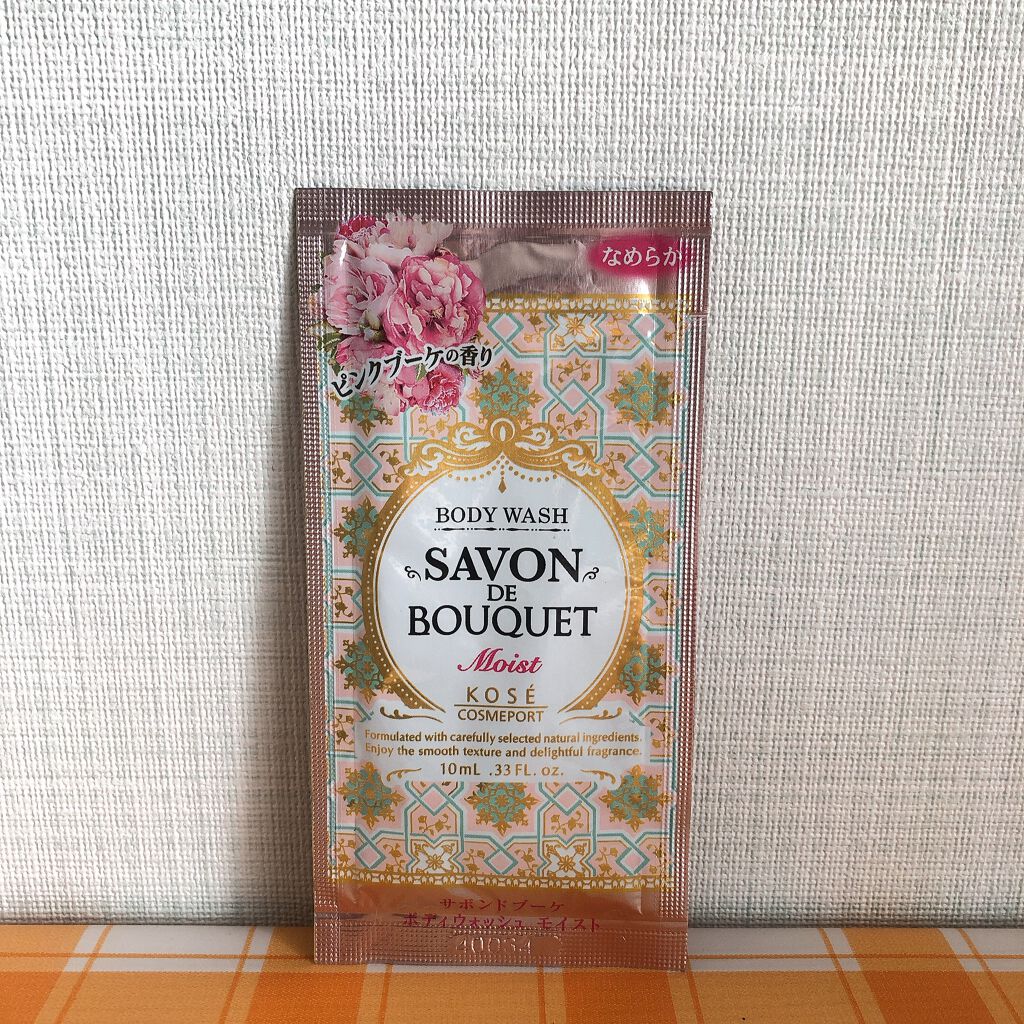 なめらか
ピンクブーケの香り
BODY WASH
SAVON
DE
BOUQUET
Moist
KOSÉ
COSMEPORT
Formulated with carefully selected natural ingredients.
Enjoy the smooth texture and delightful fragrance.
10mL .33FL. oz.
サボンドブーケ
ボディウォッシュ モイスト
40034